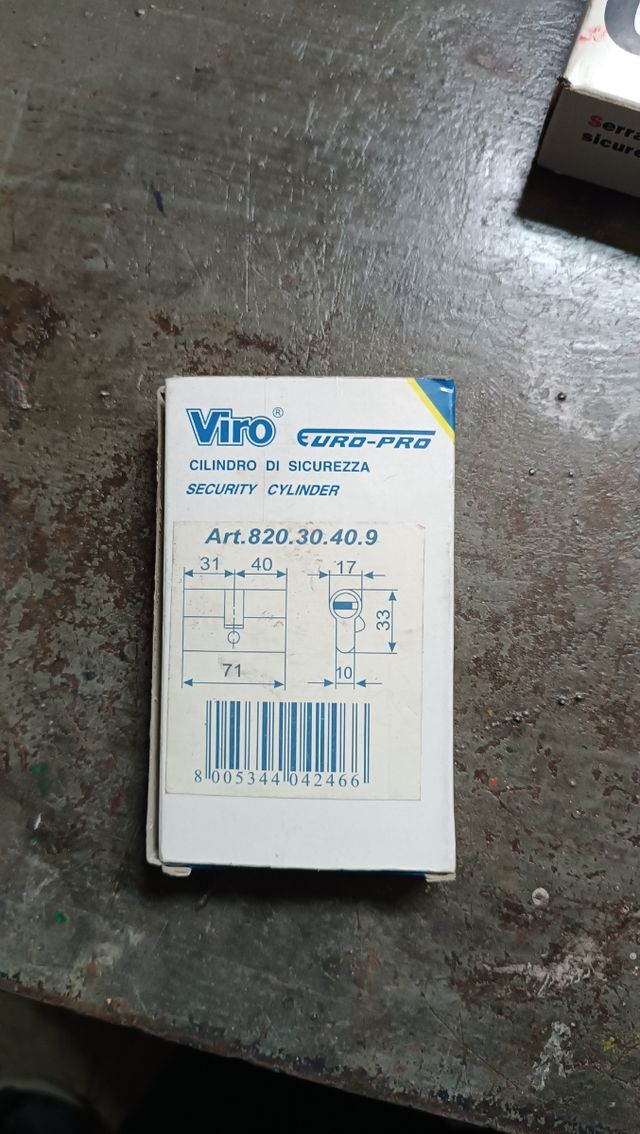 Viro® EURO-PRO
CILINDRO DI SICUREZZA
SECURITY CYLINDER
Art.820.30.40.9
31 40 17
33
71 10
8 005344 042466